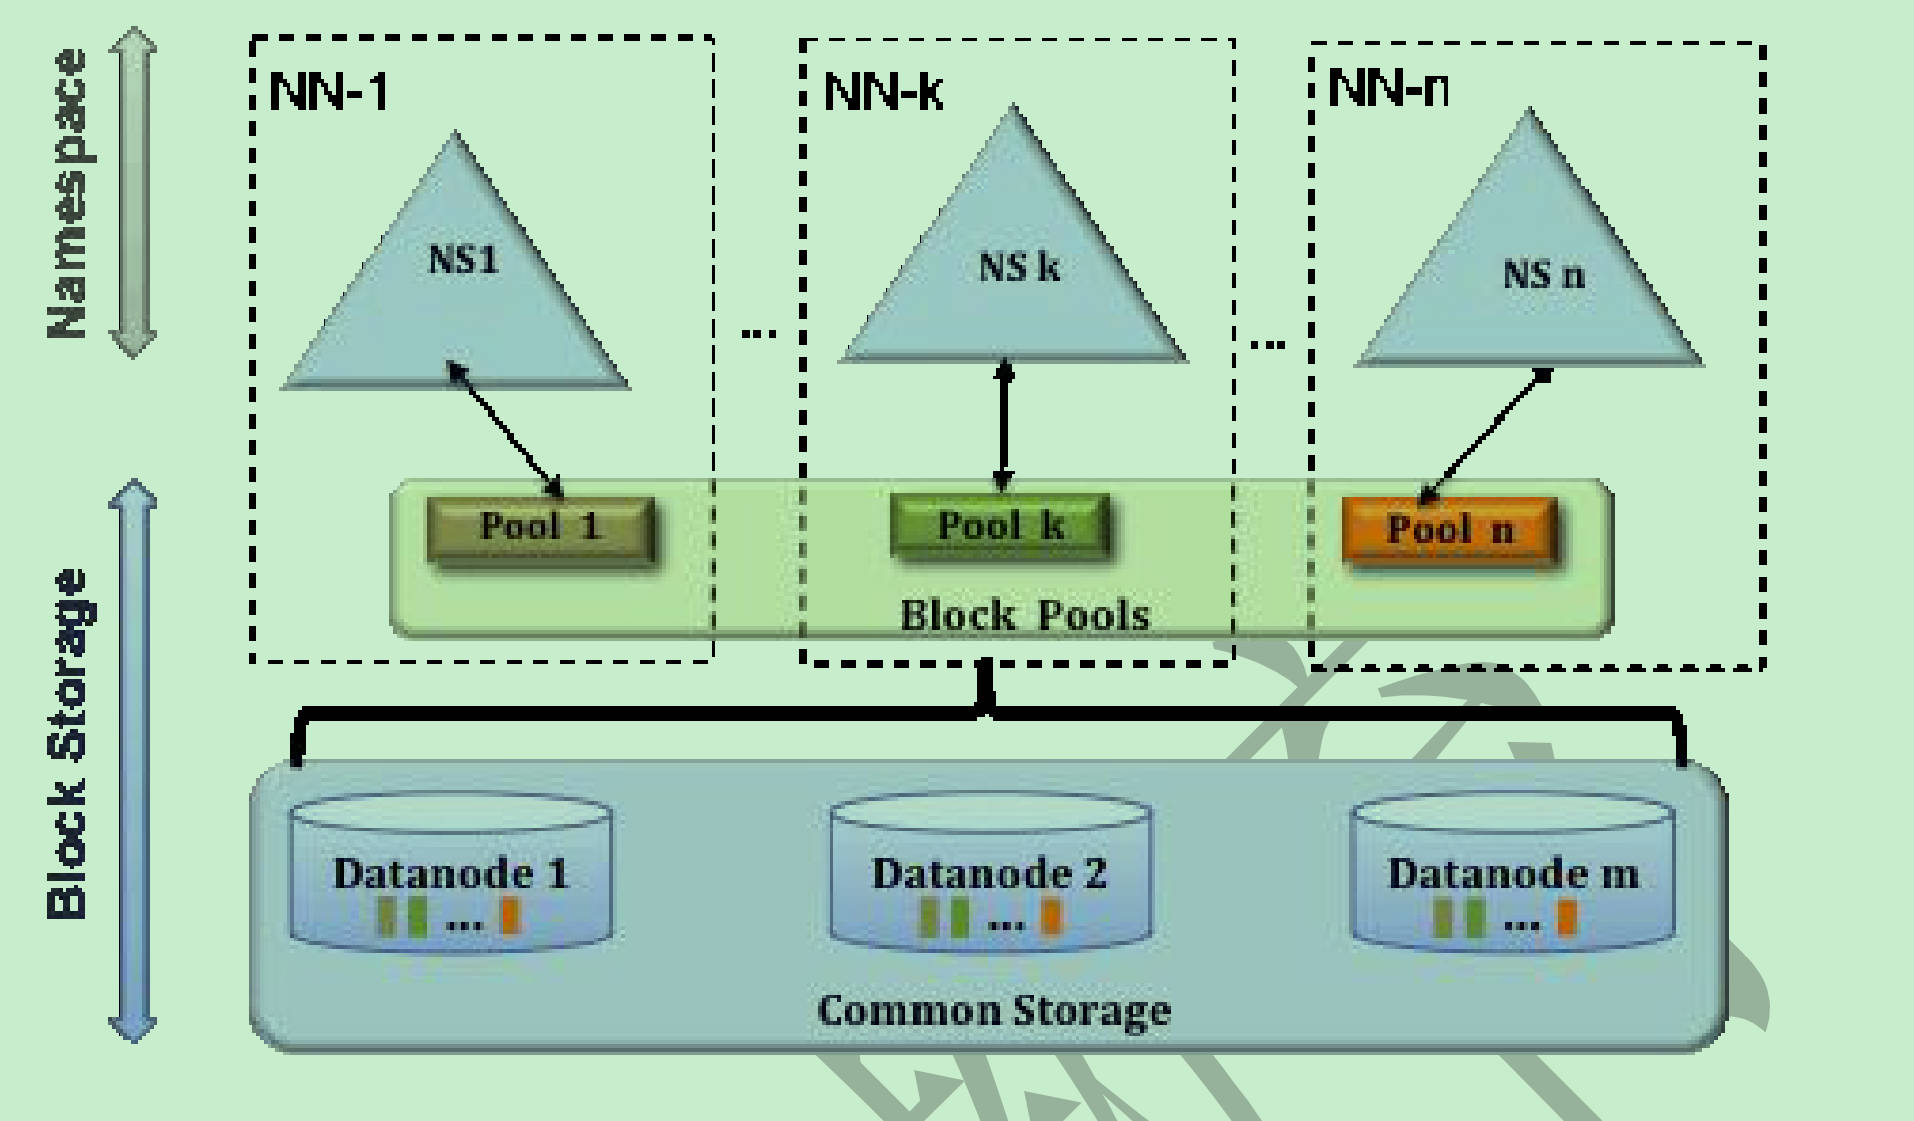 Namespace
NN-1
NN-k
NN-n
NS1
NS k
NS n
...
...
Block Storage
Pool 1
Pool k
Pool n
Block Pools
Datanode 1
Datanode 2
Datanode m
...
...
...
Common Storage